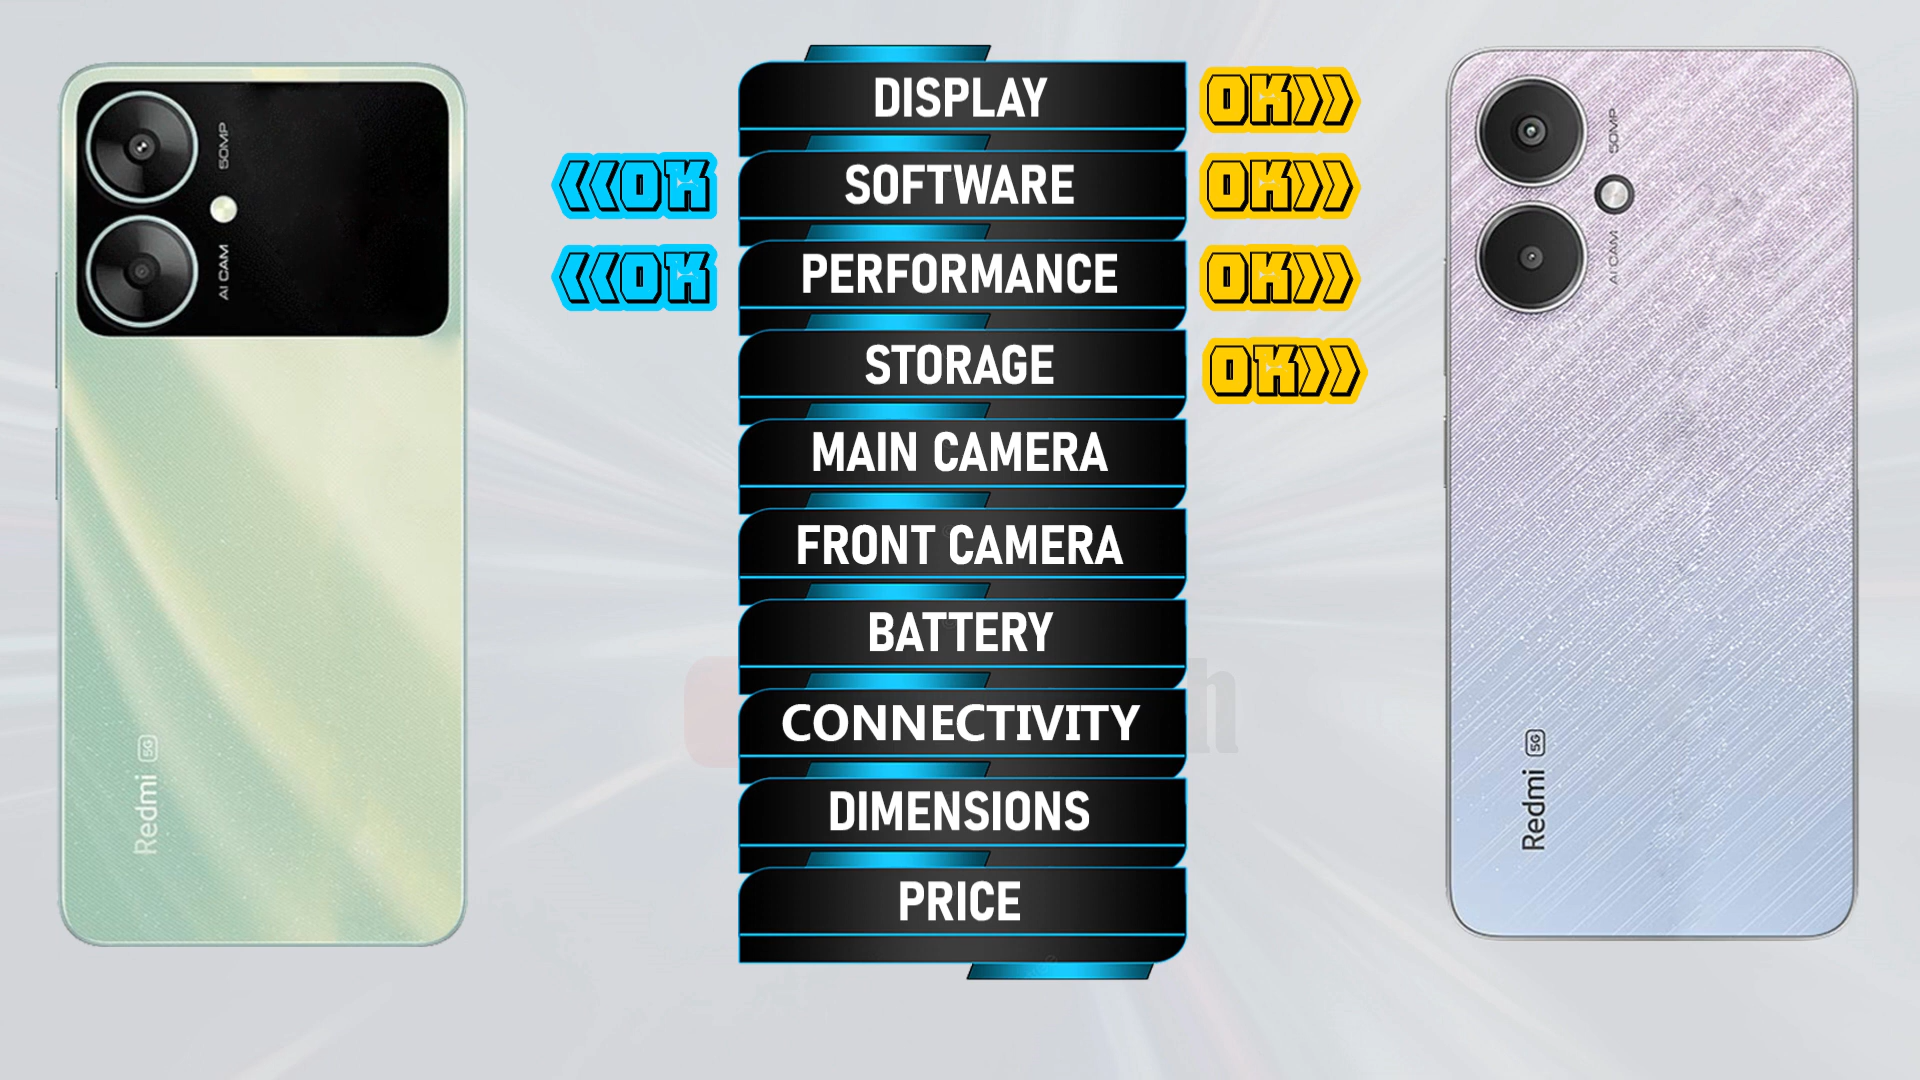 50MP
AI CAM
Redmi 5G
DISPLAY
OK
SOFTWARE
OK
OK
PERFORMANCE
OK
OK
STORAGE
OK
MAIN CAMERA
FRONT CAMERA
BATTERY
CONNECTIVITY
DIMENSIONS
PRICE
50MP
AI CAM
Redmi 5G